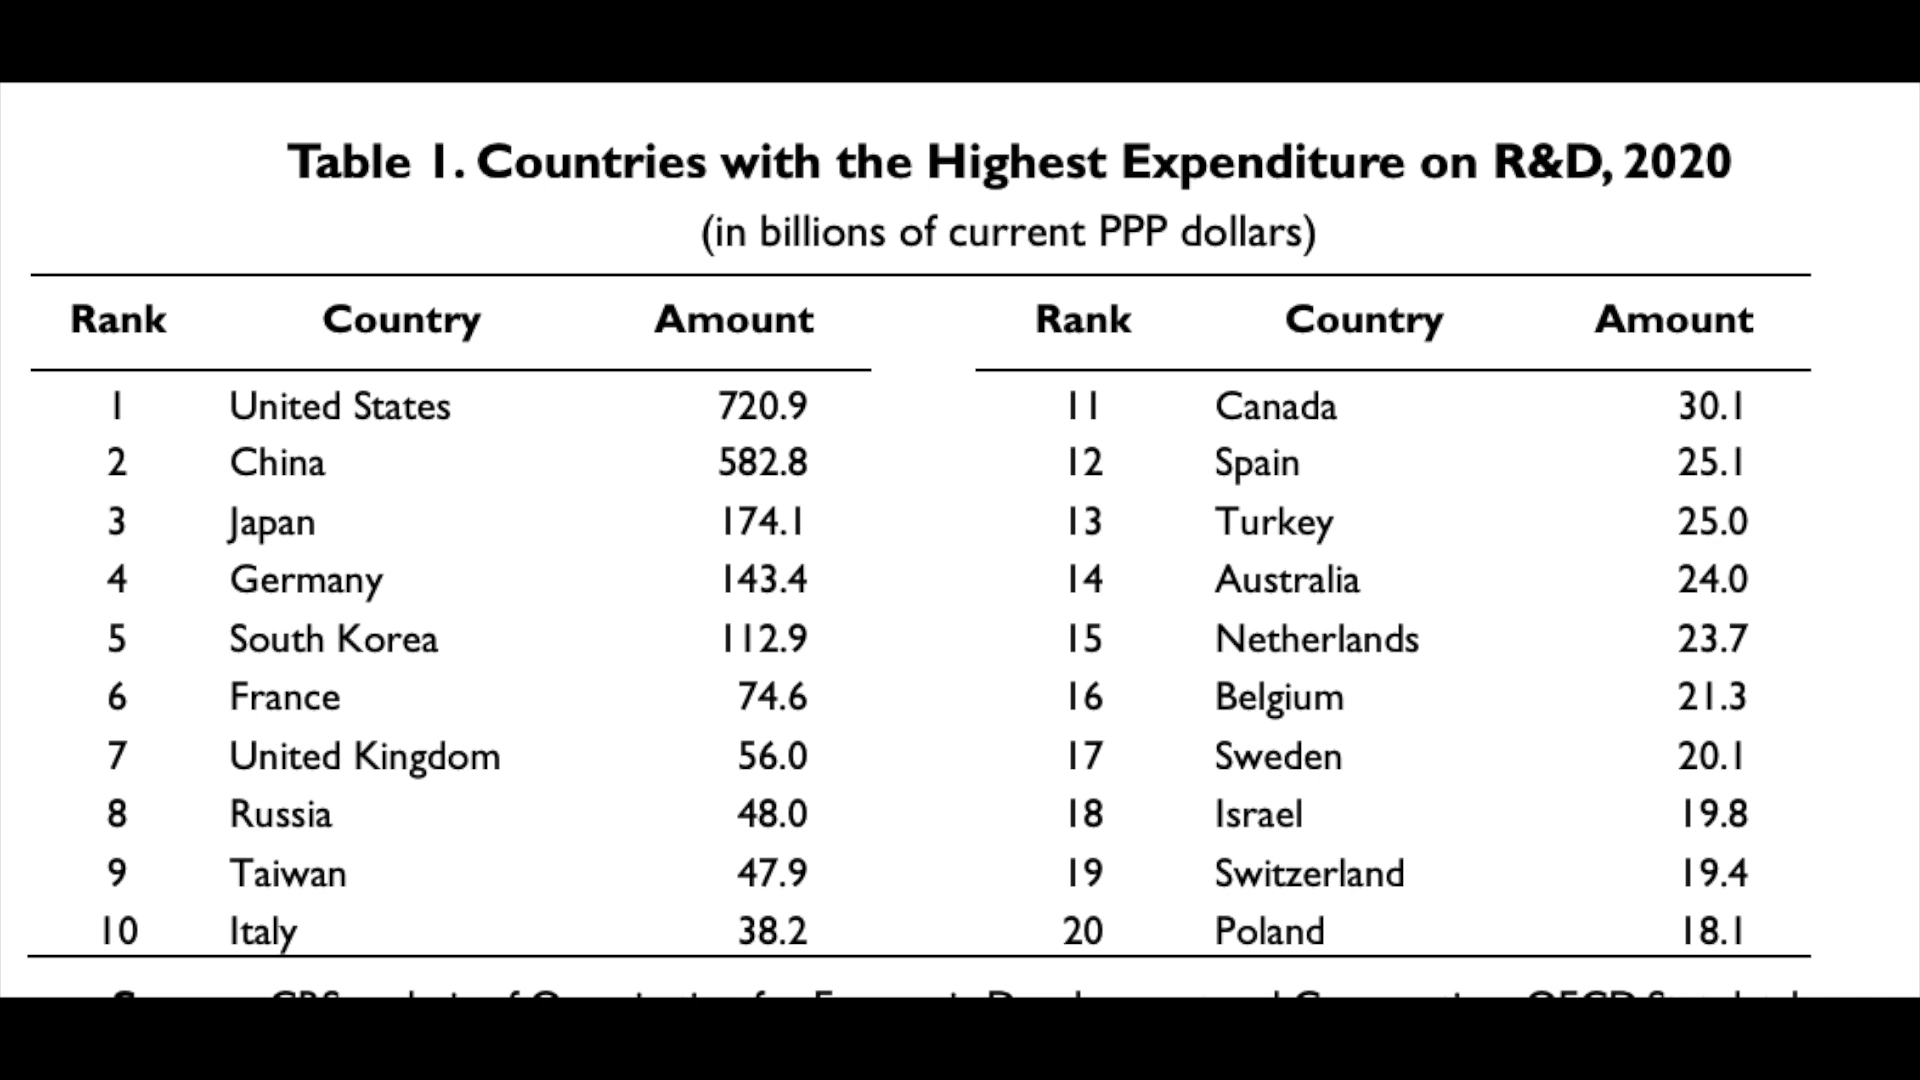 Table 1. Countries with the Highest Expenditure on R&D, 2020
(in billions of current PPP dollars)
Rank Country Amount Rank Country Amount
1 United States 720.9 11 Canada 30.1
2 China 582.8 12 Spain 25.1
3 Japan 174.1 13 Turkey 25.0
4 Germany 143.4 14 Australia 24.0
5 South Korea 112.9 15 Netherlands 23.7
6 France 74.6 16 Belgium 21.3
7 United Kingdom 56.0 17 Sweden 20.1
8 Russia 48.0 18 Israel 19.8
9 Taiwan 47.9 19 Switzerland 19.4
10 Italy 38.2 20 Poland 18.1